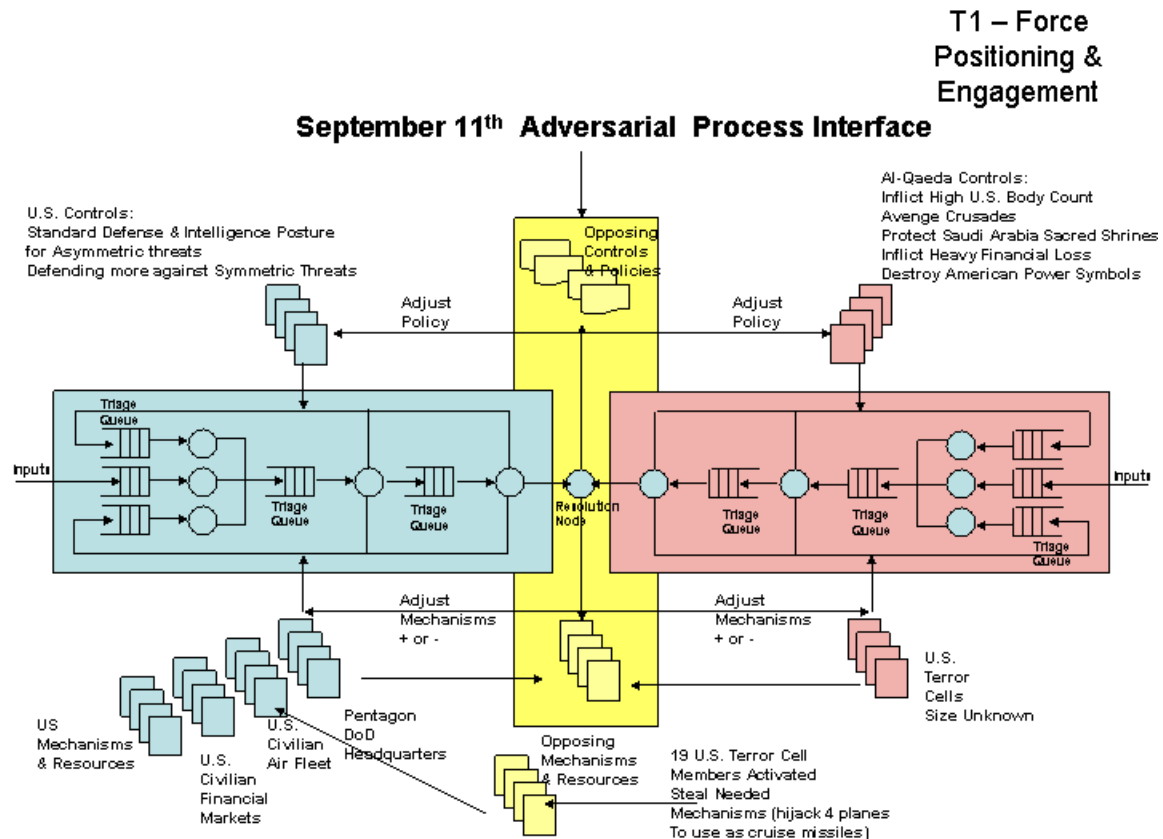 T1 – Force
Positioning &
Engagement
September 11th Adversarial Process Interface
U.S. Controls:
Standard Defense & Intelligence Posture
for Asymmetric threats
Defending more against Symmetric Threats
Opposing
Controls
& Policies
Al-Qaeda Controls:
Inflict High U.S. Body Count
Avenge Crusades
Protect Saudi Arabia Sacred Shrines
Inflict Heavy Financial Loss
Destroy American Power Symbols
Adjust
Policy
Adjust
Policy
Triage
Queue
Inputs
Triage
Queue
Triage
Queue
Resolution
Node
Triage
Queue
Triage
Queue
Inputs
Triage
Queue
Adjust
Mechanisms
+ or -
Adjust
Mechanisms
+ or -
US
Mechanisms
& Resources
U.S.
Civilian
Financial
Markets
U.S.
Civilian
Air Fleet
Pentagon
DoD
Headquarters
Opposing
Mechanisms
& Resources
U.S.
Terror
Cells
Size Unknown
19 U.S. Terror Cell
Members Activated
Steal Needed
Mechanisms (hijack 4 planes
To use as cruise missiles)